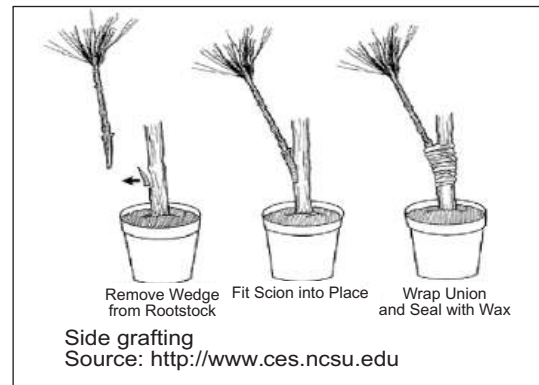 Remove Wedge
from Rootstock
Fit Scion into Place
Wrap Union
and Seal with Wax
Side grafting
Source: http://www.ces.ncsu.edu